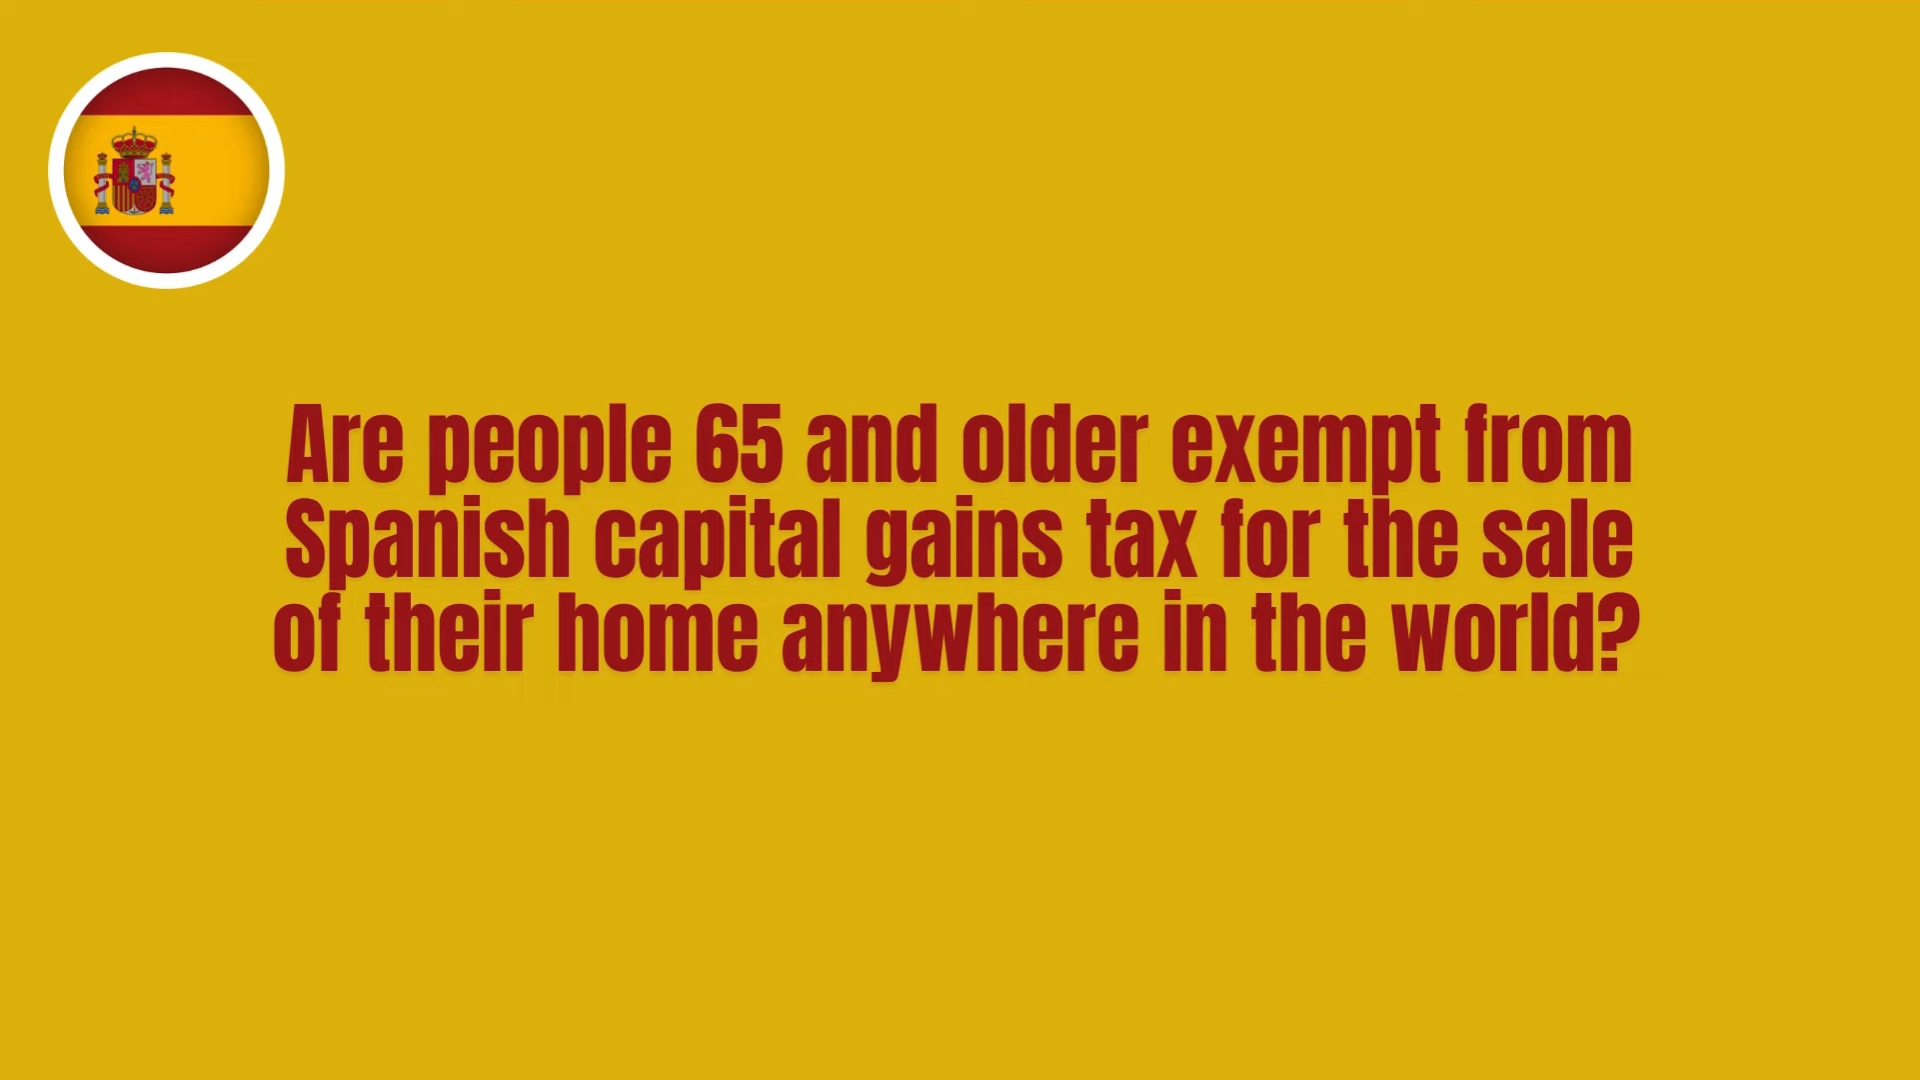 Are people 65 and older exempt from
Spanish capital gains tax for the sale
of their home anywhere in the world?